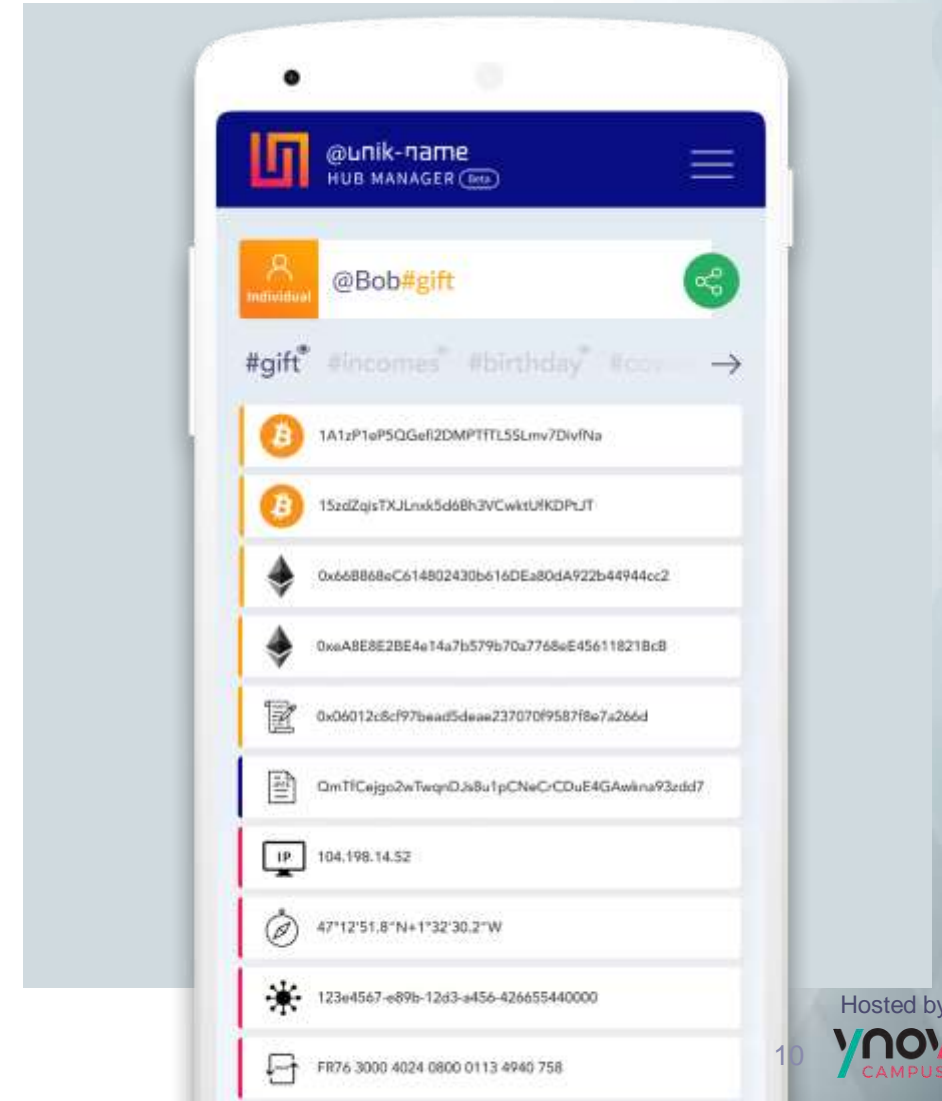 @unik-name
HUB MANAGER Beta
Individual
@Bob#gift
#gift #incomes #birthday
1A1zP1eP5QGefi2DMPTfTL5SLmv7DivfNa
15zdZqjsTXJLnxk5d6Bh3VCwktUfKDPtJT
0x66B868eC614802430b616DEa80dA922b44944cc2
0xeA8E8E2BE4e14a7b579b70a7768eE45611821BcB
0x06012c8cf97bead5deae237070f9587f8e7a266d
QmTfCejgo2wTwqnDJs8u1pCNeCrCDuE4GAwkna93zdd7
IP
104.198.14.52
47°12'51.8"N+1°32'30.2"W
123e4567-e89b-12d3-a456-426655440000
FR76 3000 4024 0800 0113 4940 758
Hosted by
10
CAMPUS